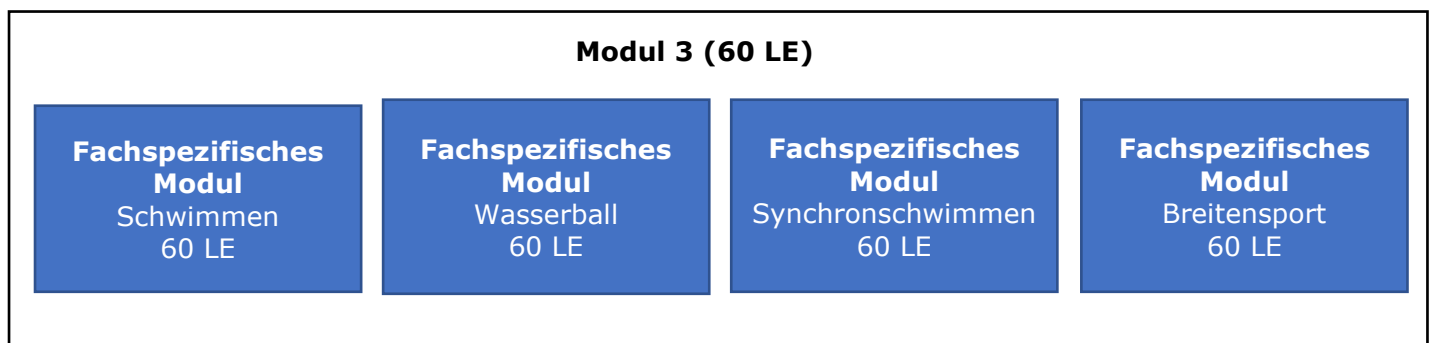 Modul 3 (60 LE)
Fachspezifisches
Modul
Schwimmen
60 LE
Fachspezifisches
Modul
Wasserball
60 LE
Fachspezifisches
Modul
Synchronschwimmen
60 LE
Fachspezifisches
Modul
Breitensport
60 LE